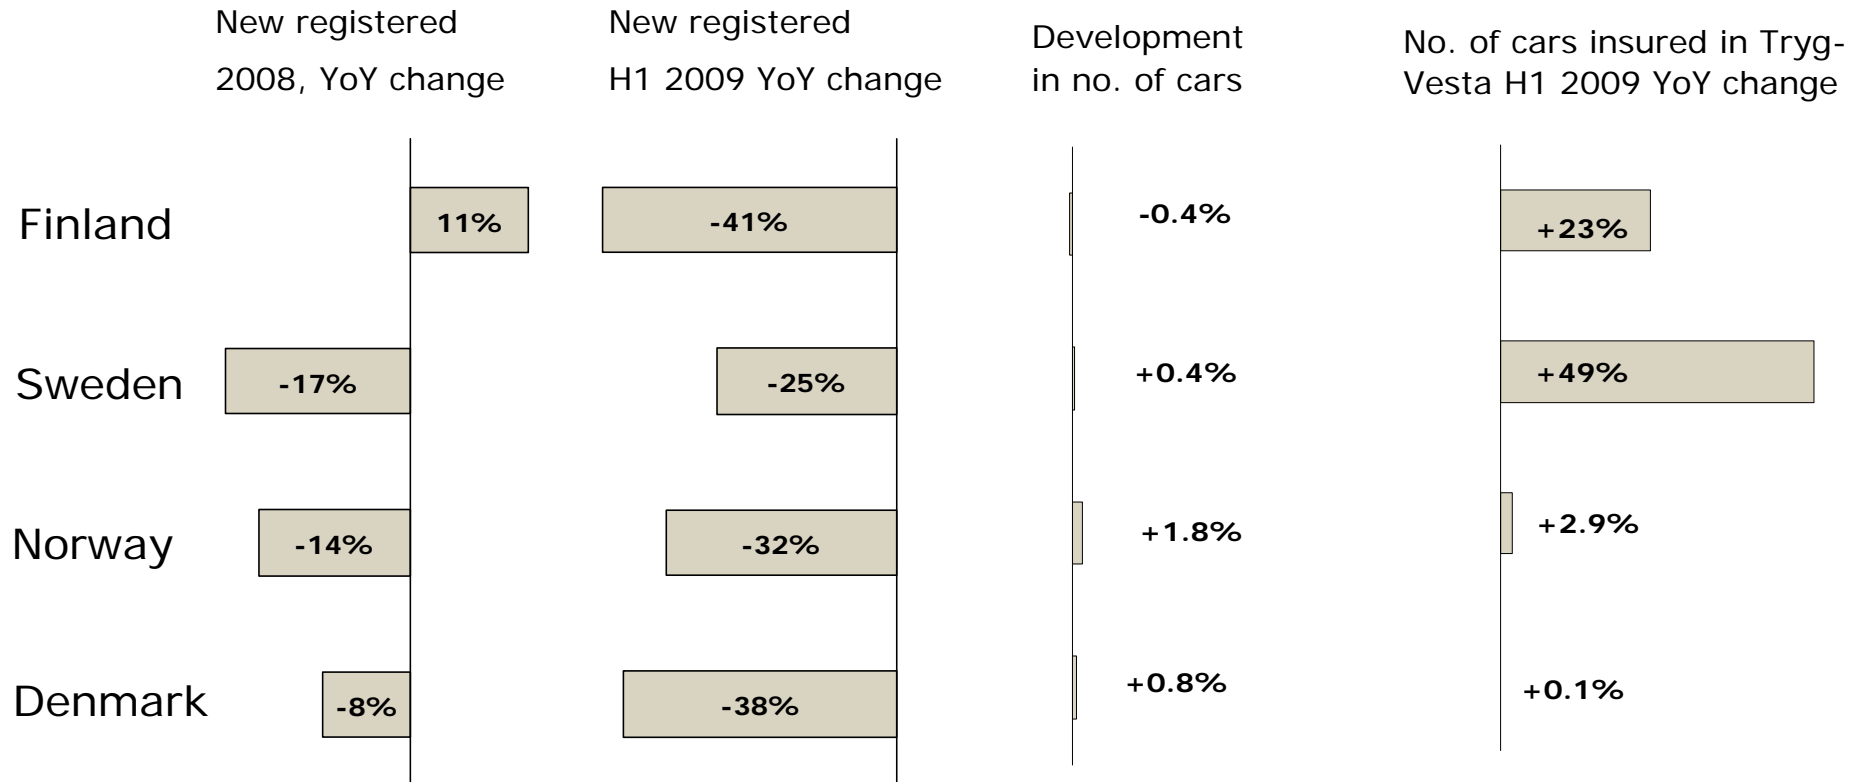 New registered
2008, YoY change
New registered
H1 2009 YoY change
Development
in no. of cars
No. of cars insured in Tryg-
Vesta H1 2009 YoY change
Finland
11%
-41%
-0.4%
+23%
Sweden
-17%
-25%
+0.4%
+49%
Norway
-14%
-32%
+1.8%
+2.9%
Denmark
-8%
-38%
+0.8%
+0.1%